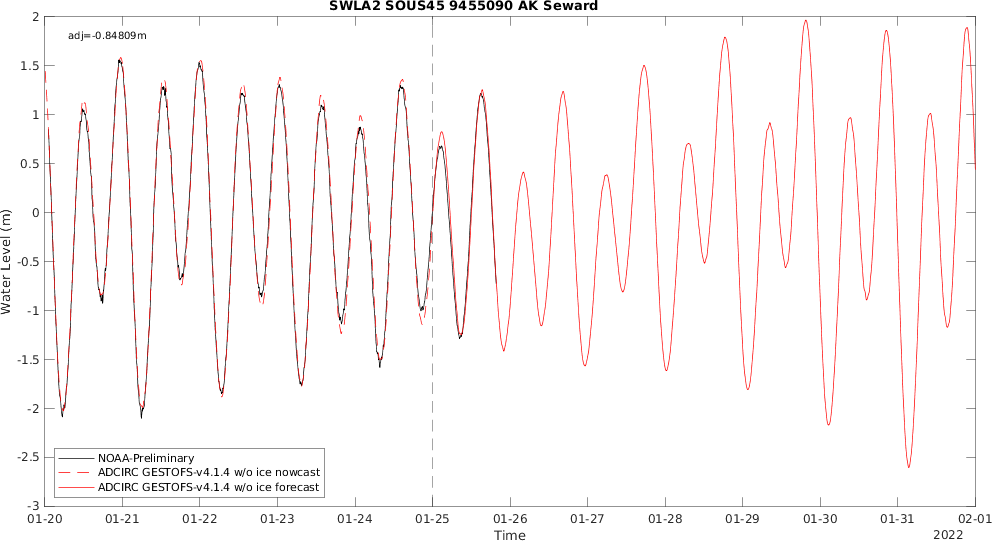 SWLA2 SOUS45 9455090 AK Seward
adj=-0.84809m
2
1.5
1
0.5
0
-0.5
-1
-1.5
-2
-2.5
-3
Water Level (m)
NOAA-Preliminary
ADCIRC GESTOFS-v4.1.4 w/o ice nowcast
ADCIRC GESTOFS-v4.1.4 w/o ice forecast
01-20 01-21 01-22 01-23 01-24 01-25 01-26 01-27 01-28 01-29 01-30 01-31 02-01
Time
2022